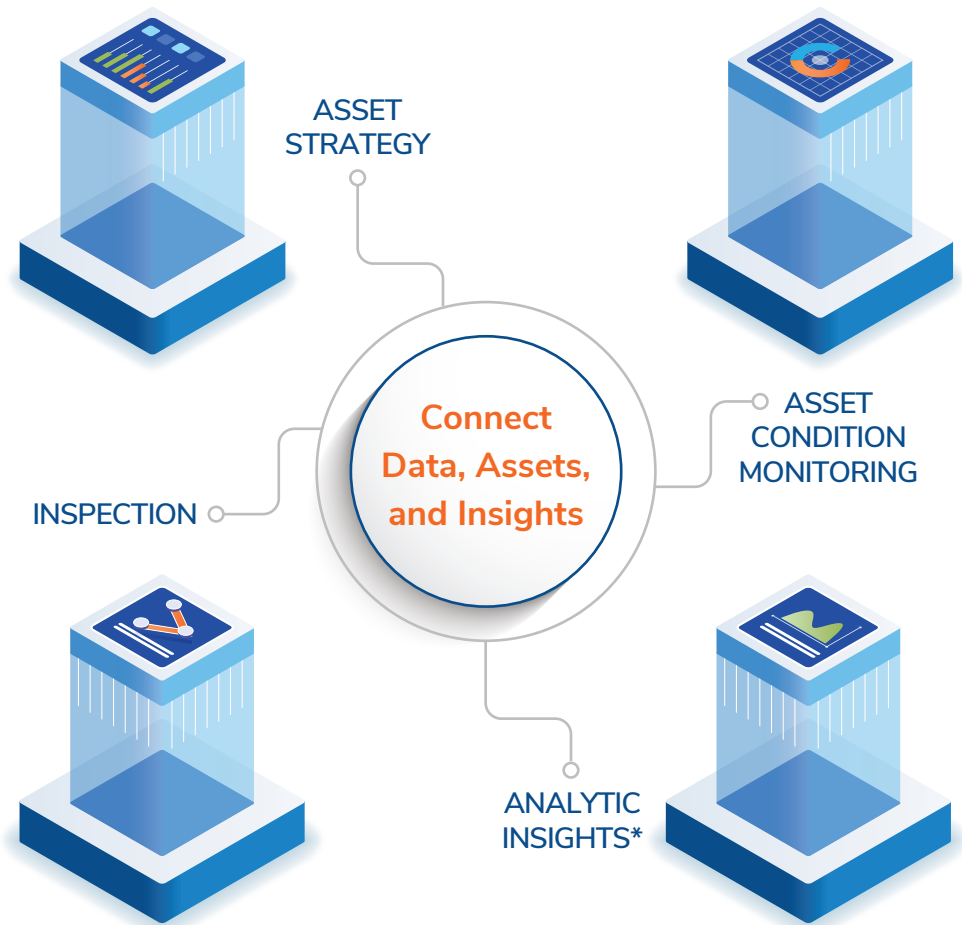 ASSET
STRATEGY
Connect
Data, Assets,
and Insights
ASSET
CONDITION
MONITORING
INSPECTION
ANALYTIC
INSIGHTS*